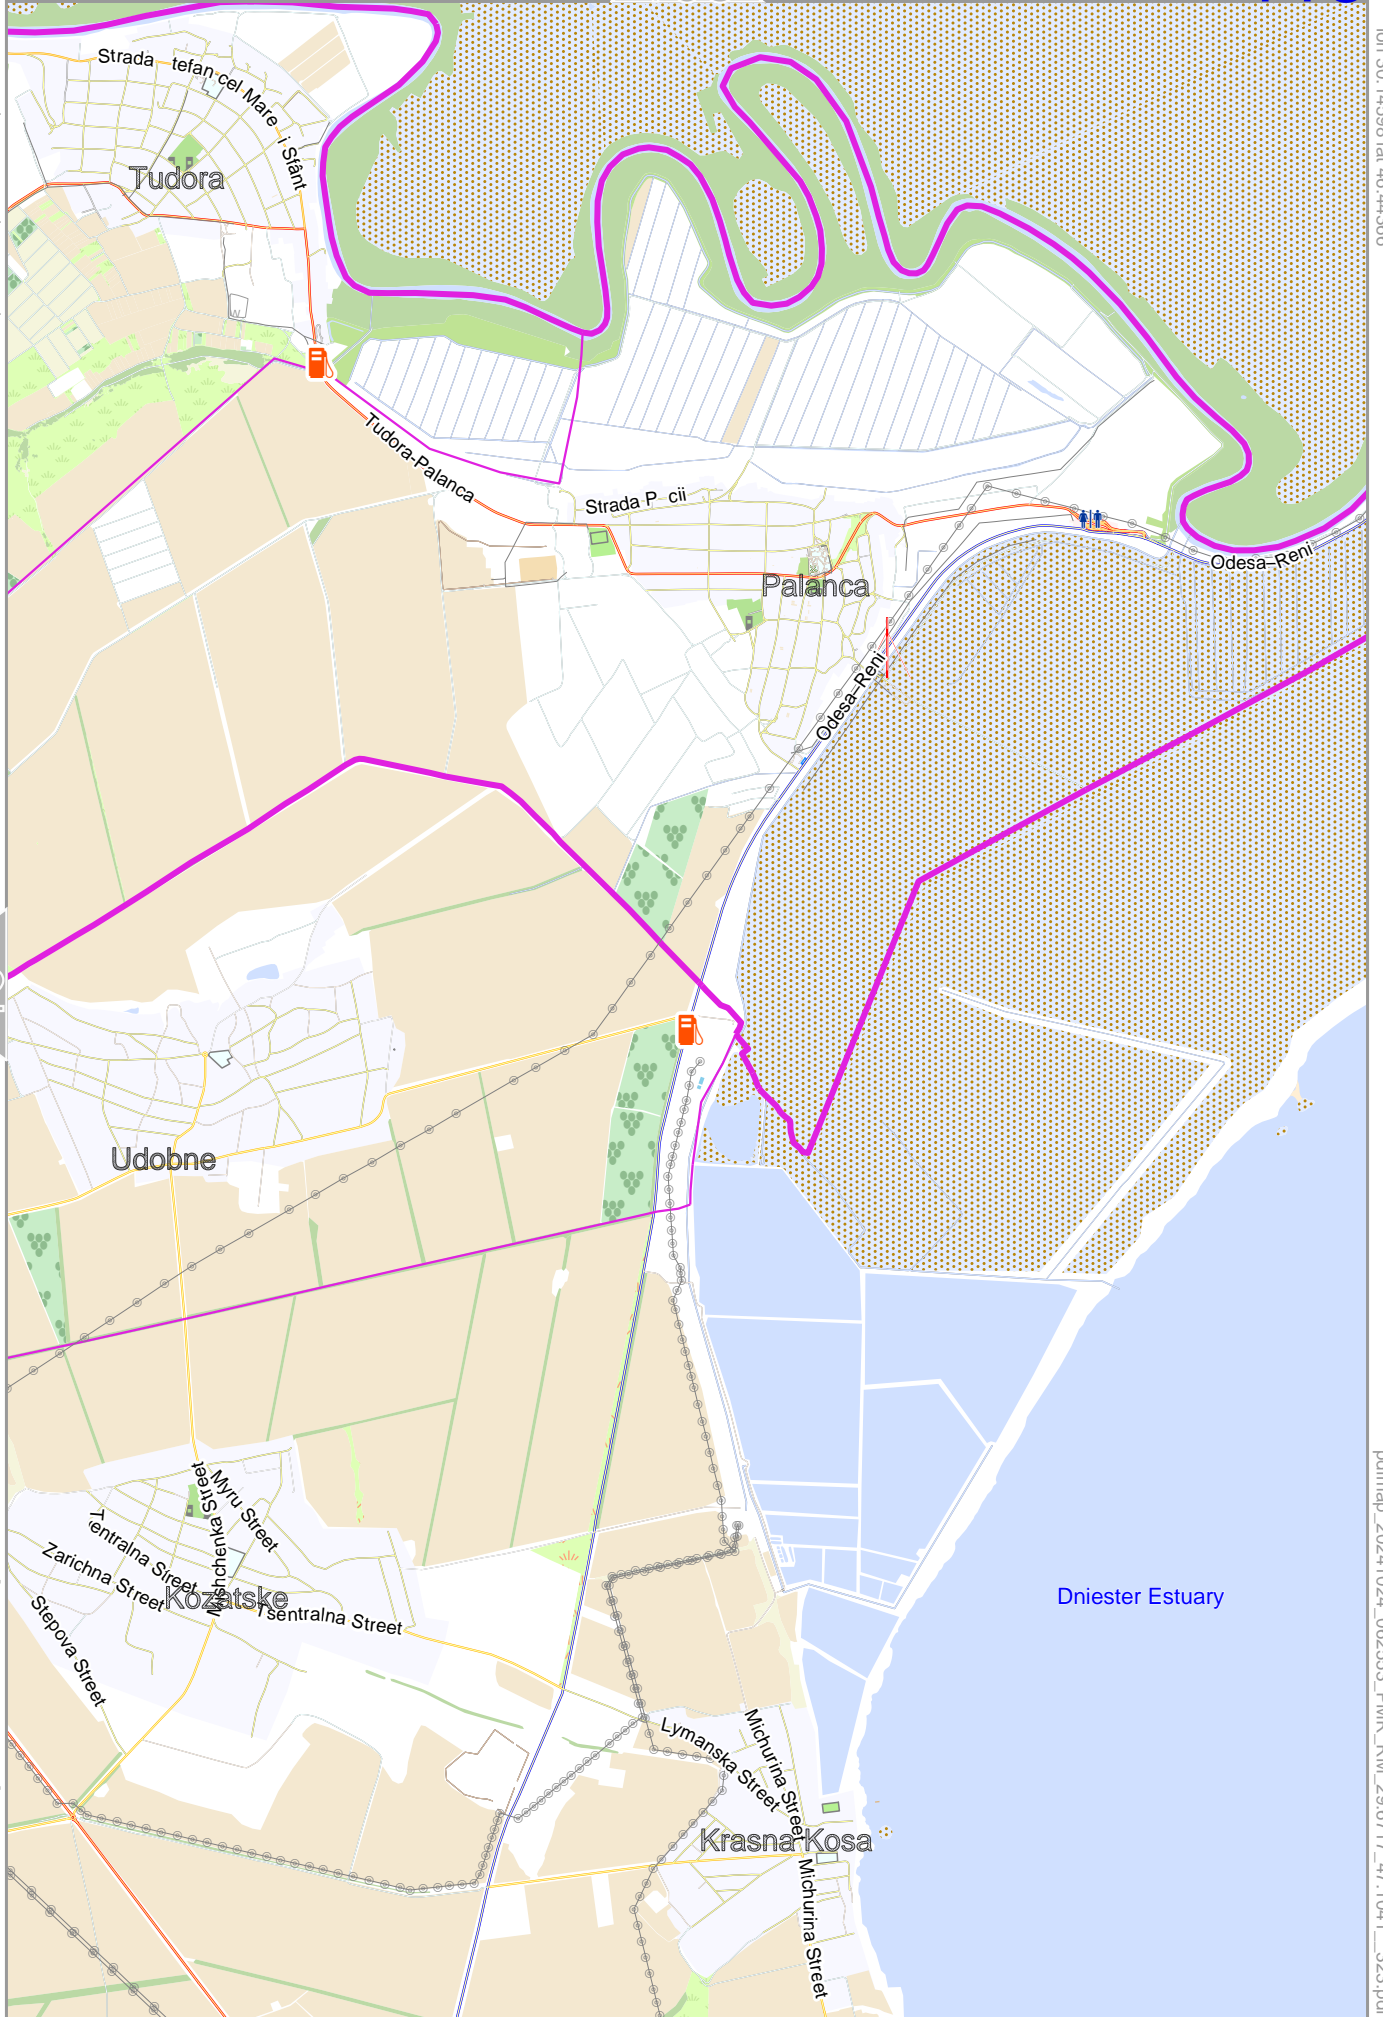 Strada tefan cel Mare i Sfânt
Tudora
Tudora-Palanca
Strada P cii
Palanca
Odesa–Reni
Odesa–Reni
Udobne
Mishchenka Street
Myru Street
Tsentralna Street
Zarichna Street
Kozatske
Tsentralna Street
Stepova Street
Dniester Estuary
Lymanska Street
Michurina Street
Krasna Kosa
Michurina Street